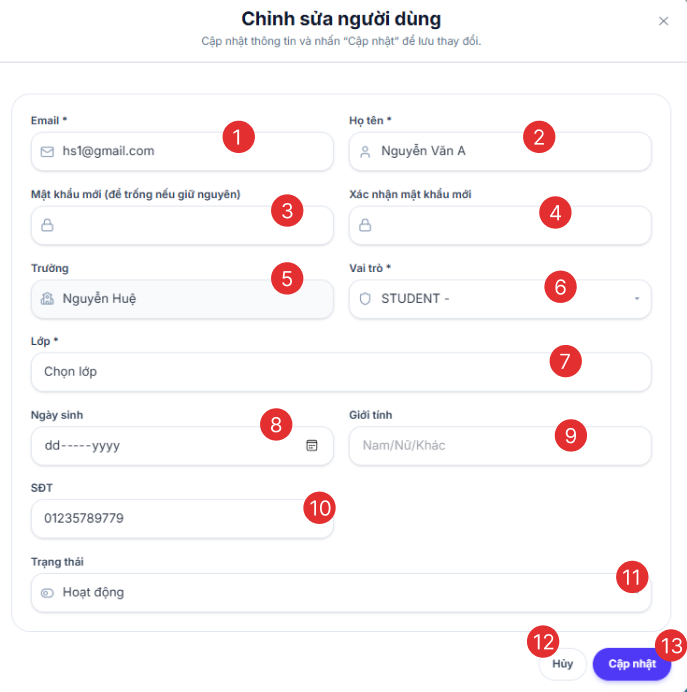 Chỉnh sửa người dùng
Cập nhật thông tin và nhấn “Cập nhật” để lưu thay đổi.
Email *
1
Họ tên *
2
hs1@gmail.com
Nguyễn Văn A
Mật khẩu mới (để trống nếu giữ nguyên)
3
Xác nhận mật khẩu mới
4
Trường
5
Vai trò *
6
Nguyễn Huệ
STUDENT -
Lớp *
7
Chọn lớp
Ngày sinh
8
Giới tính
9
dd-----yyyy
Nam/Nữ/Khác
SĐT
10
01235789779
Trạng thái
11
Hoạt động
12
13
Hủy
Cập nhật